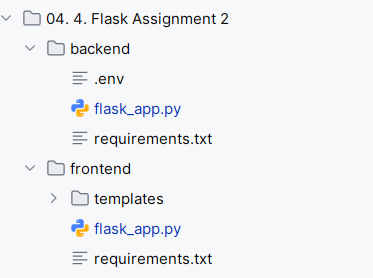 04. 4. Flask Assignment 2
backend
.env
flask_app.py
requirements.txt
frontend
templates
flask_app.py
requirements.txt